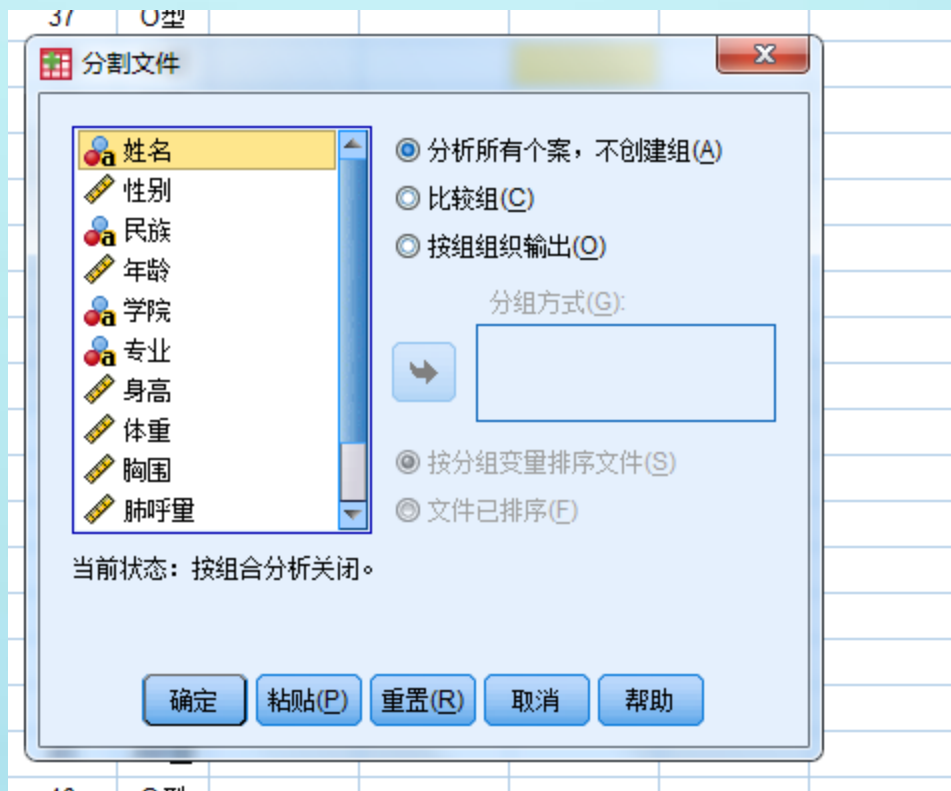 37 O型
分割文件
姓名
性别
民族
年龄
学院
专业
身高
体重
胸围
肺呼量
分析所有个案，不创建组(A)
比较组(C)
按组组织输出(O)
分组方式(G):
按分组变量排序文件(S)
文件已排序(F)
当前状态：按组合分析关闭。
确定 粘贴(P) 重置(R) 取消 帮助